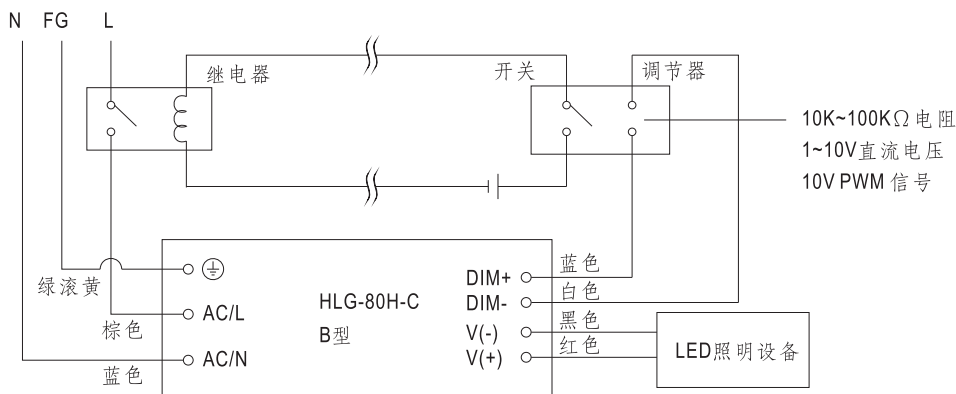 N FG L
继电器
开关
调节器
10K~100KΩ电阻
1~10V直流电压
10V PWM 信号
绿滚黄
棕色
AC/L
蓝色
AC/N
HLG-80H-C
B型
DIM+
蓝色
DIM-
白色
V(-)
黑色
V(+)
红色
LED照明设备